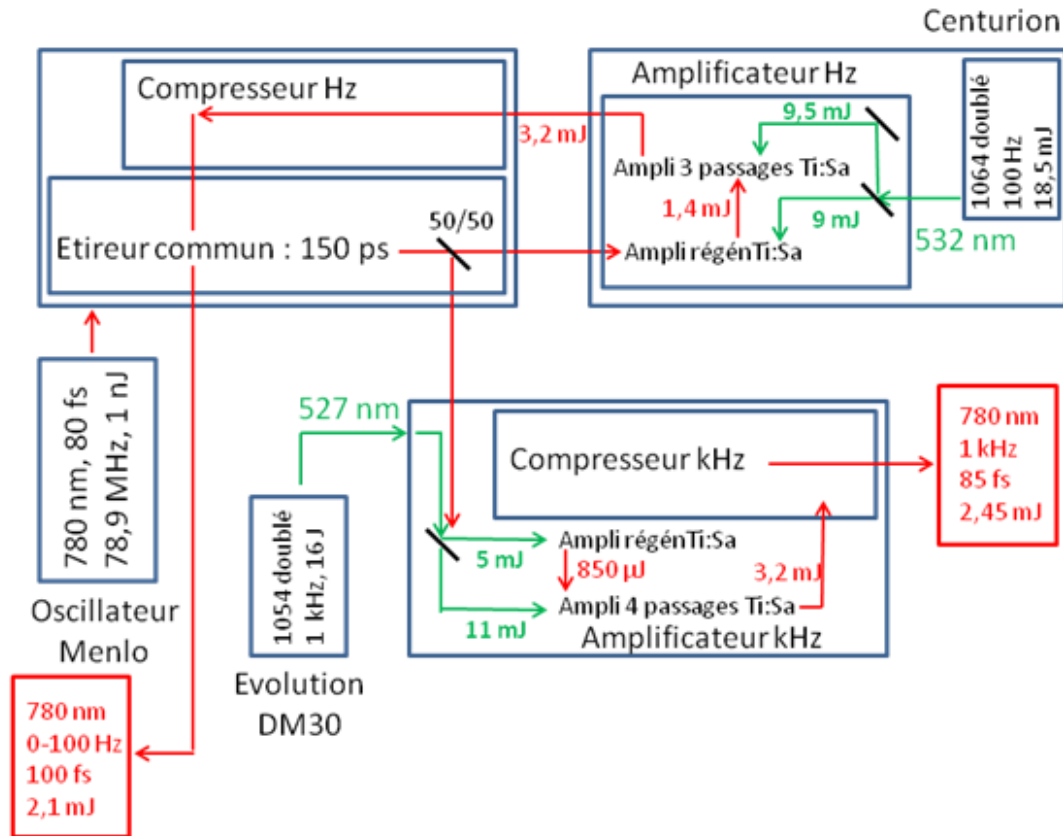 Centurion
Compresseur Hz
3,2 mJ
Etireur commun : 150 ps
50/50
Amplificateur Hz
9,5 mJ
Ampli 3 passages Ti:Sa
1,4 mJ
9 mJ
Ampli régénTi:Sa
1064 doublé
100 Hz
18,5 mJ
532 nm
780 nm, 80 fs
78,9 MHz, 1 nJ
Oscillateur
Menlo
527 nm
1054 doublé
1 kHz, 16 J
Evolution
DM30
Compresseur kHz
Ampli régénTi:Sa
5 mJ
850 µJ
3,2 mJ
Ampli 4 passages Ti:Sa
11 mJ
Amplificateur kHz
780 nm
1 kHz
85 fs
2,45 mJ
780 nm
0-100 Hz
100 fs
2,1 mJ